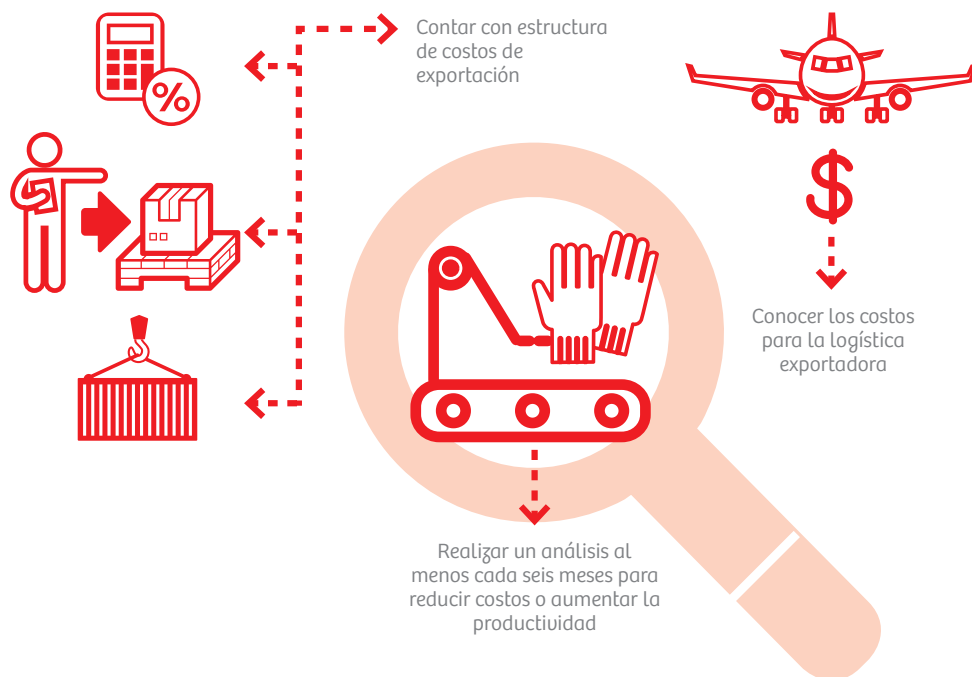 Contar con estructura
de costos de
exportación
%
$
Conocer los costos
para la logística
exportadora
Realizar un análisis al
menos cada seis meses para
reducir costos o aumentar la
productividad